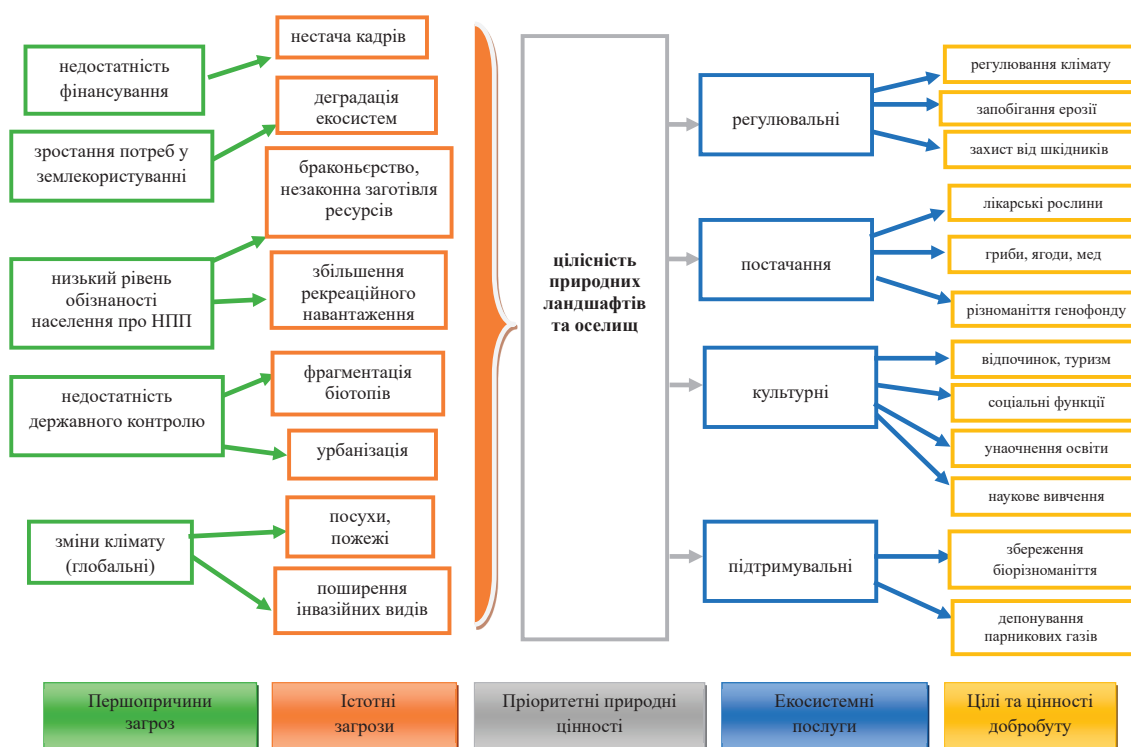 недостатність
фінансування
зростання потреб у
землекористуванні
низький рівень
обізнаності
населення про НПП
недостатність
державного контролю
зміни клімату
(глобальні)
нестача кадрів
деградація
екосистем
браконьєрство,
незаконна заготівля
ресурсів
збільшення
рекреаційного
навантаження
фрагментація
біотопів
урбанізація
посухи,
пожежі
поширення
інвазійних видів
цілісність
природних
ландшафтів
та оселищ
регулювальні
постачання
культурні
підтримувальні
регулювання клімату
запобігання ерозії
захист від шкідників
лікарські рослини
гриби, ягоди, мед
різноманіття генофонду
відпочинок, туризм
соціальні функції
унаочнення освіти
наукове вивчення
збереження
біорізноманіття
депонування
парникових газів
Першопричини
загроз
Істотні
загрози
Пріоритетні природні
цінності
Екосистемні
послуги
Цілі та цінності
добробуту